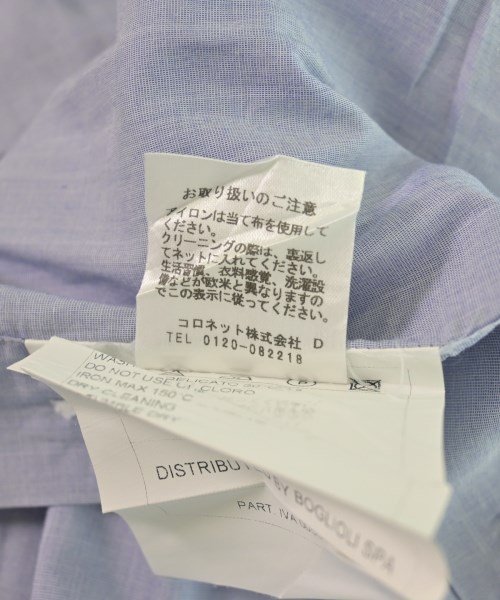 お取り扱いのご注意
アイロンは当て布を使用して
ください。
クリーニングの際は、裏返し
てネットに入れてください。
生活習慣、衣料感覚、洗濯設
備などが欧米と異なりますの
でこの表示に従ってください。
コロネット株式会社 D
TEL 0120-082218
DO NOT USE
IRON MAX 150°C
DRY CLEANING
DISTRIBUT BY BOGLIOLI SPA
PART IVA